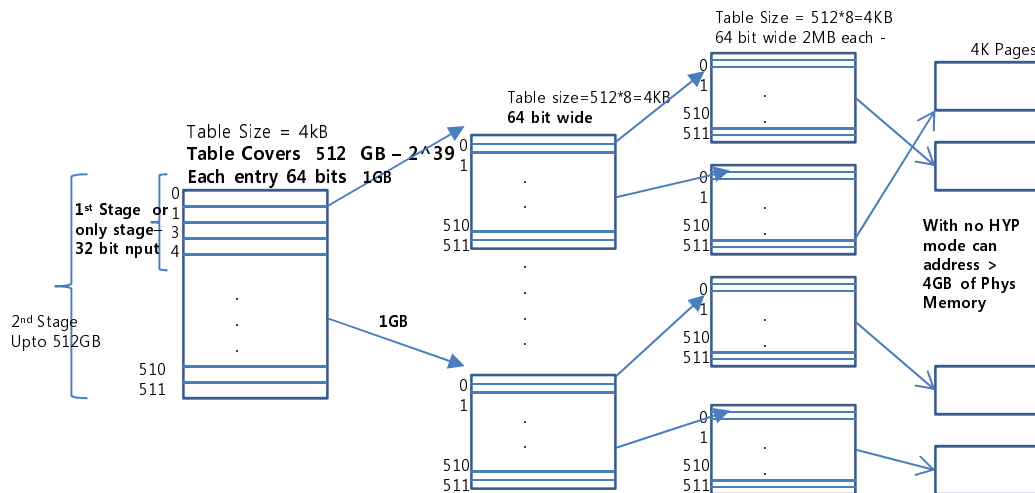 Table Size = 512*8=4KB
64 bit wide 2MB each -
4K Pages
Table size=512*8=4KB
64 bit wide
Table Size = 4kB
Table Covers 512 GB – 2^39
Each entry 64 bits 1GB
1st Stage or
only stage–
32 bit nput
2nd Stage
Upto 512GB
0
1
3
4
510
511
1GB
0
1
510
511
0
1
510
511
0
1
510
511
0
1
510
511
0
1
510
511
0
1
510
511
With no HYP
mode can
address >
4GB of Phys
Memory